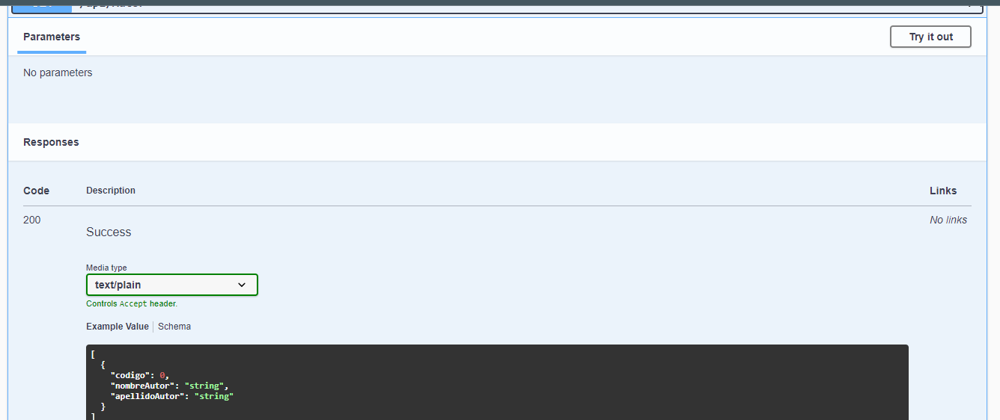 Parameters
Try it out
No parameters
Responses
Code
Description
Links
200
Success
No links
Media type
text/plain
Controls Accept header.
Example Value
Schema
[
{
"codigo": 0,
"nombreAutor": "string",
"apellidoAutor": "string"
}
]